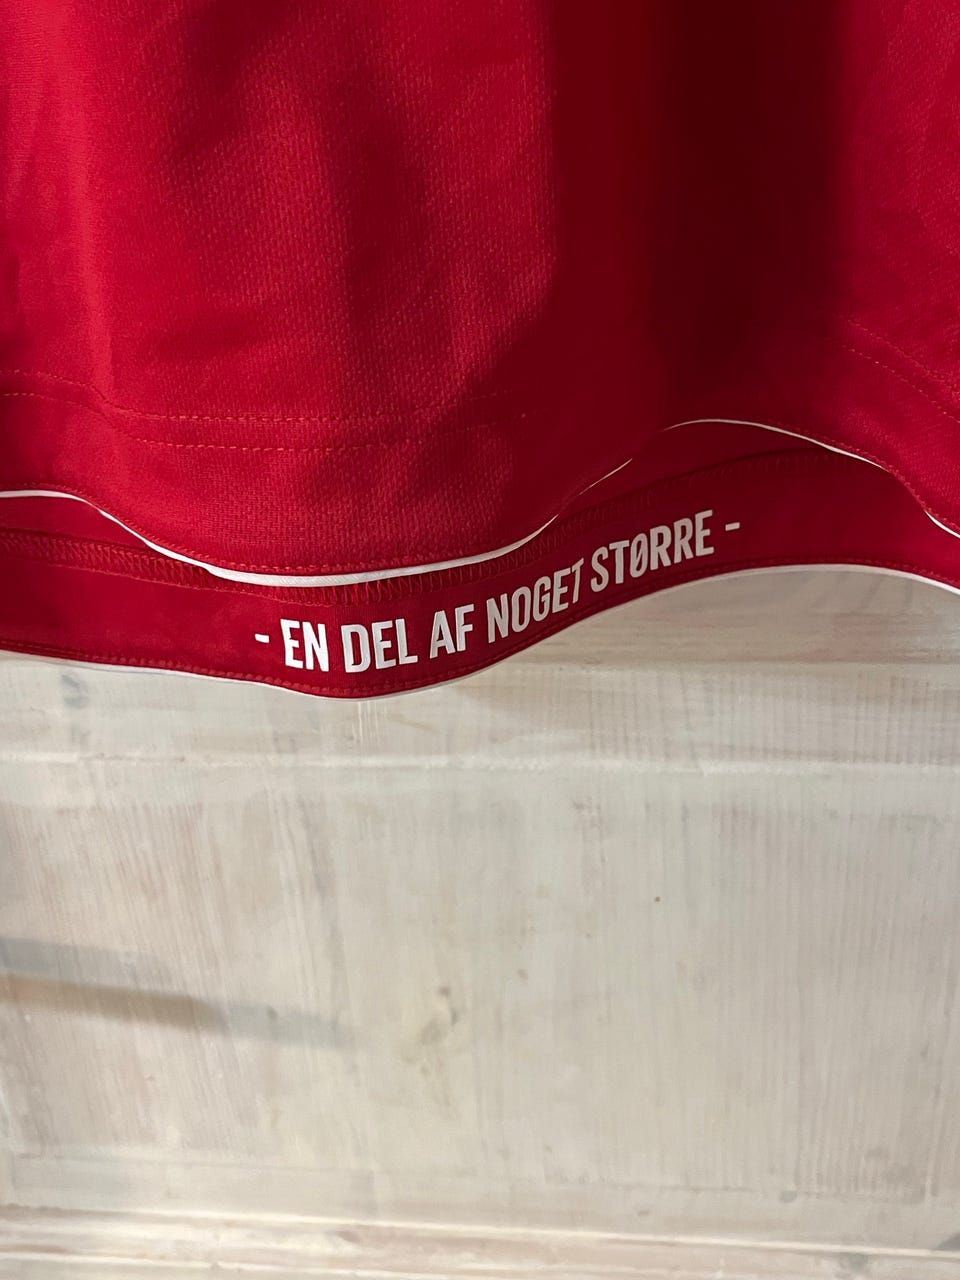 - EN DEL AF NOGET STØRRE -